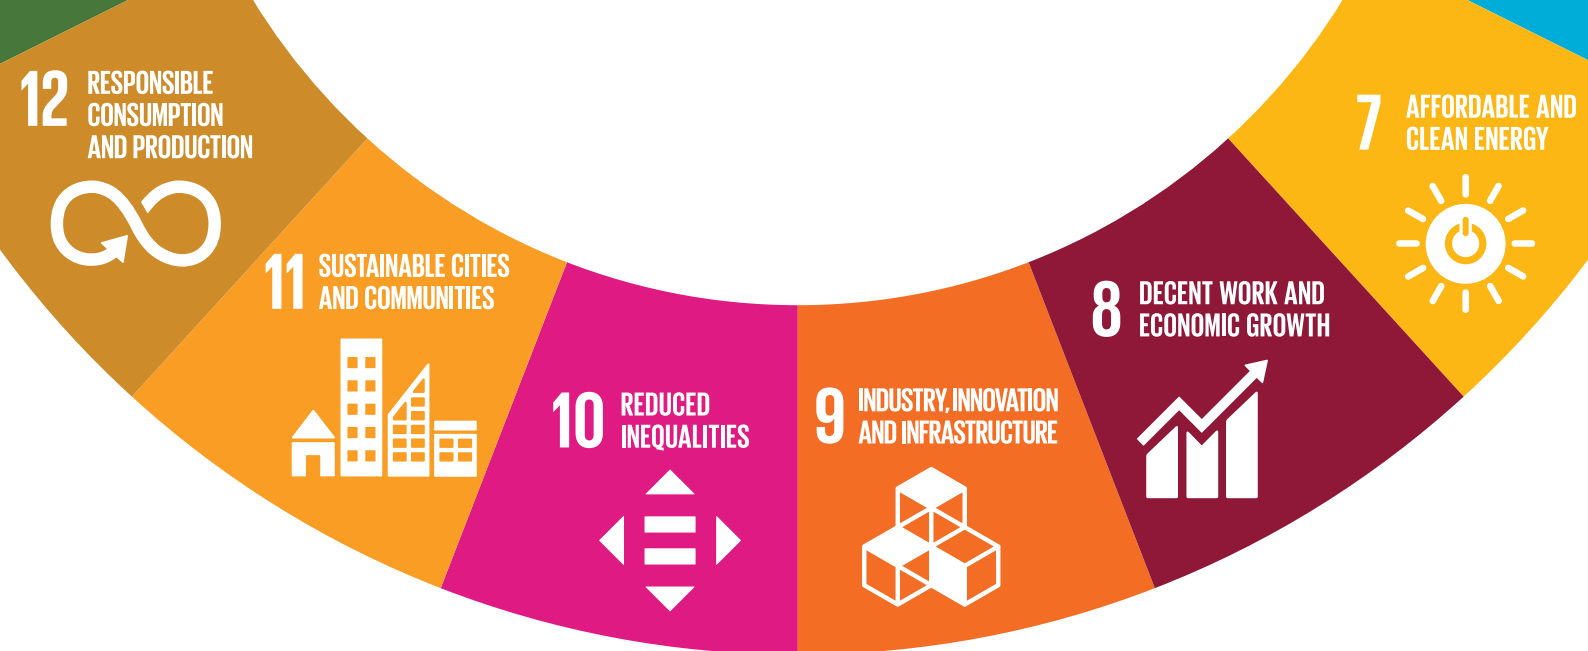 12 RESPONSIBLE
CONSUMPTION
AND PRODUCTION
11 SUSTAINABLE CITIES
AND COMMUNITIES
10 REDUCED
INEQUALITIES
9 INDUSTRY, INNOVATION
AND INFRASTRUCTURE
8 DECENT WORK AND
ECONOMIC GROWTH
7 AFFORDABLE AND
CLEAN ENERGY